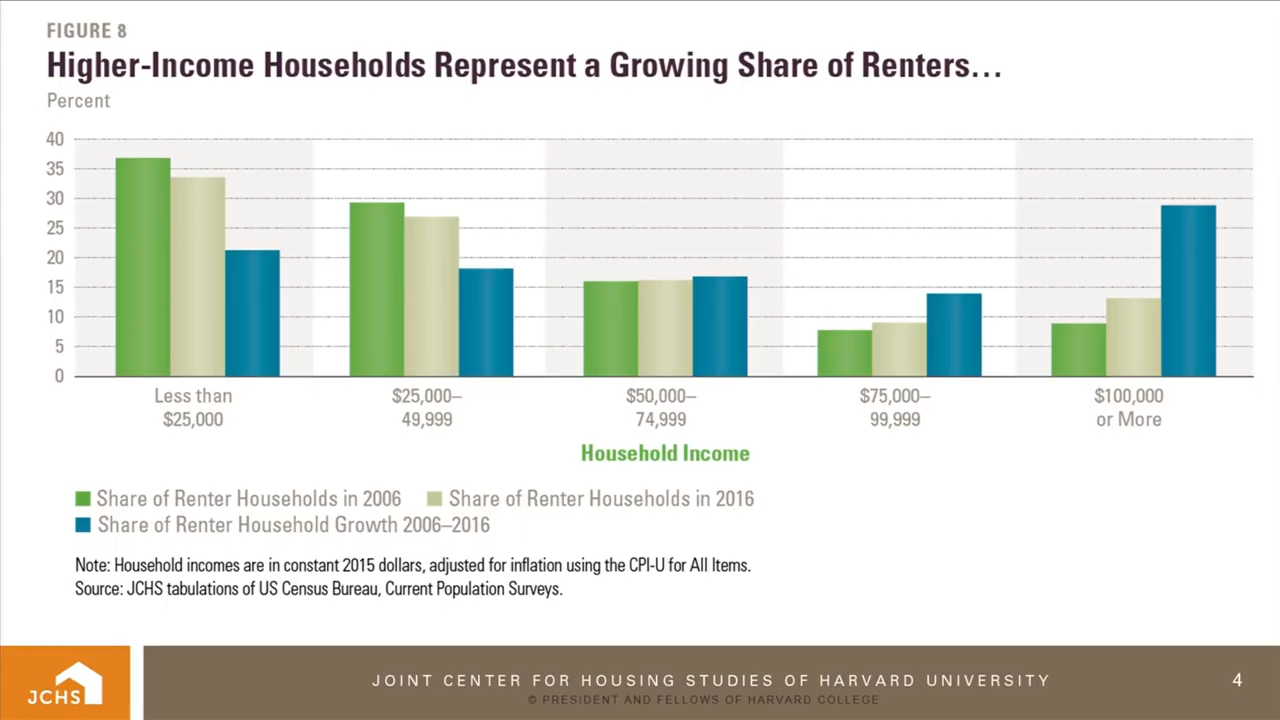 FIGURE 8
Higher-Income Households Represent a Growing Share of Renters…
Percent
40
35
30
25
20
15
10
5
0
Less than
$25,000
$25,000–
49,999
$50,000–
74,999
$75,000–
99,999
$100,000
or More
Household Income
Share of Renter Households in 2006
Share of Renter Households in 2016
Share of Renter Household Growth 2006–2016
Note: Household incomes are in constant 2015 dollars, adjusted for inflation using the CPI-U for All Items.
Source: JCHS tabulations of US Census Bureau, Current Population Surveys.
JCHS
JOINT CENTER FOR HOUSING STUDIES OF HARVARD UNIVERSITY
© PRESIDENT AND FELLOWS OF HARVARD COLLEGE
4